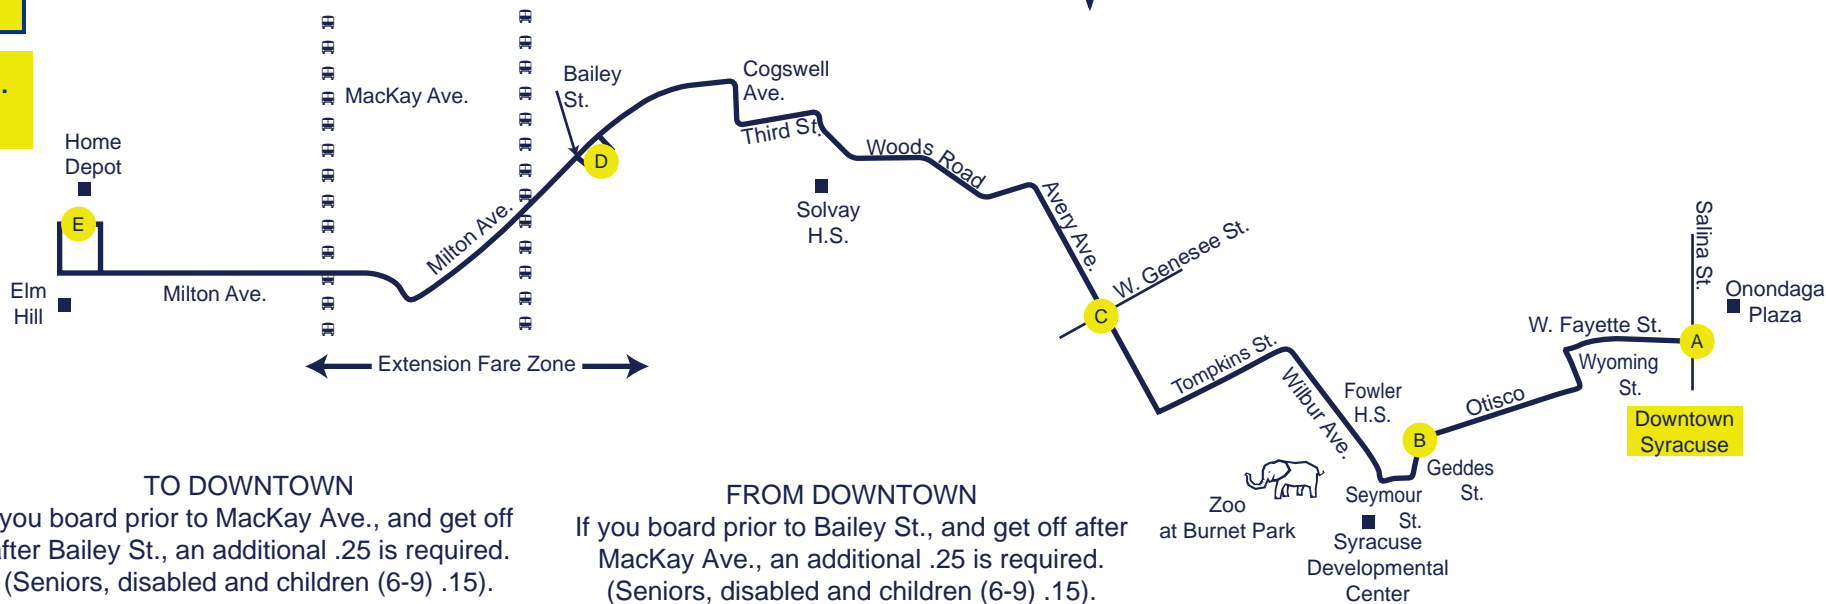 .
Home
Depot
E
Elm
Hill
Milton Ave.
MacKay Ave.
Milton Ave.
Bailey
St.
D
Extension Fare Zone
Cogswell
Ave.
Third St.
Solvay
H.S.
Woods Road
Avery Ave.
W. Genesee St.
C
Tompkins St.
Wilbur Ave.
Fowler
H.S.
B
Geddes
St.
Seymour
St.
Syracuse
Developmental
Center
Zoo
at Burnet Park
Otisco
Wyoming
St.
W. Fayette St.
A
Salina St.
Onondaga
Plaza
Downtown
Syracuse
TO DOWNTOWN
you board prior to MacKay Ave., and get off
after Bailey St., an additional .25 is required.
(Seniors, disabled and children (6-9) .15).
FROM DOWNTOWN
If you board prior to Bailey St., and get off after
MacKay Ave., an additional .25 is required.
(Seniors, disabled and children (6-9) .15).